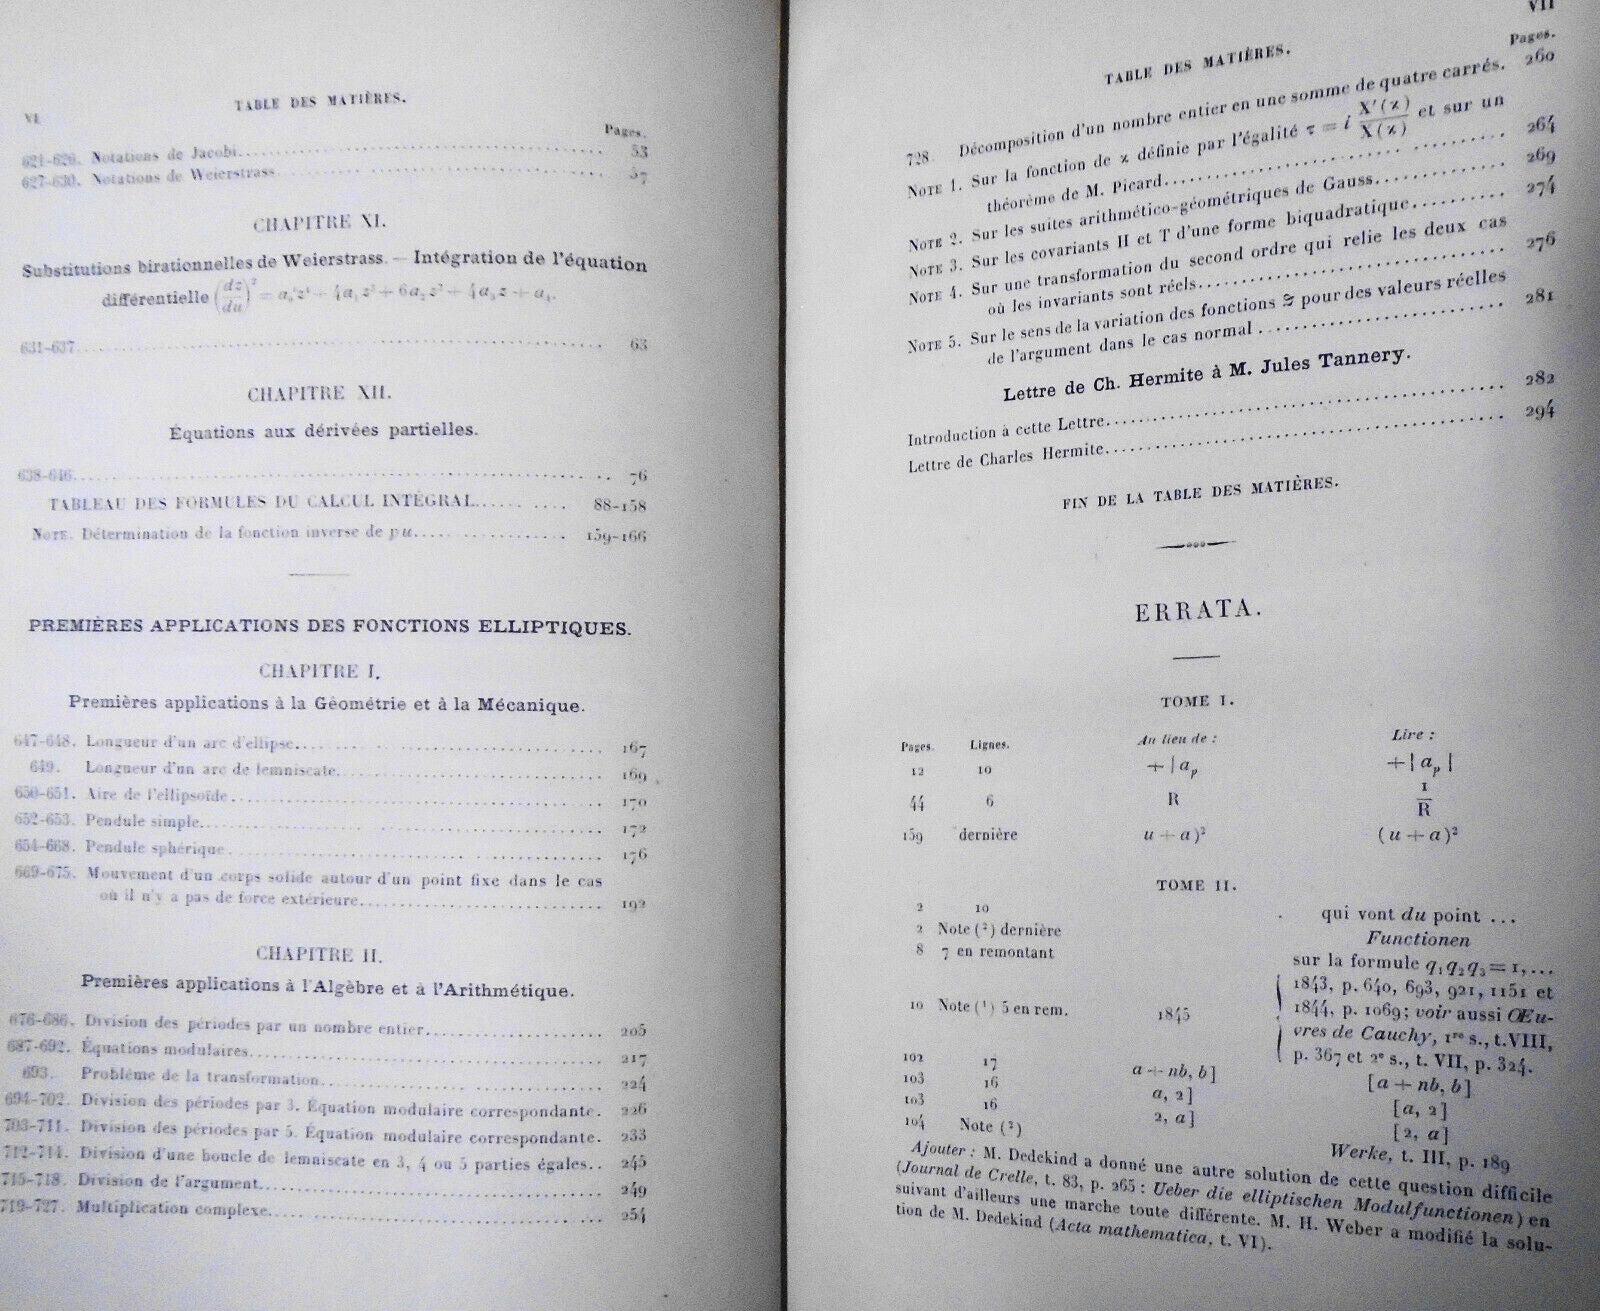 VI
TABLE DES MATIÈRES.
Pages.
621-626. Notations de Jacobi.................... 53
627-630. Notations de Weierstrass.................... 57
CHAPITRE XI.
Substitutions birationnelles de Weierstrass. — Intégration de l'équation
différentielle (dz/du)² = a₀z⁴ + 4a₁z³ + 6a₂z² + 4a₃z + a₄.
631-637.................... 63
CHAPITRE XII.
Équations aux dérivées partielles.
638-646.................... 76
TABLEAU DES FORMULES DU CALCUL INTÉGRAL.......... 88-158
NOTE. Détermination de la fonction inverse de pu.................... 159-166
PREMIÈRES APPLICATIONS DES FONCTIONS ELLIPTIQUES.
CHAPITRE I.
Premières applications à la Géométrie et à la Mécanique.
647-648. Longueur d'un arc d'ellipse.................... 167
649. Longueur d'un arc de lemniscate.................... 169
650-651. Aire de l'ellipsoïde.................... 170
652-653. Pendule simple.................... 172
654-668. Pendule sphérique.................... 176
669-675. Mouvement d'un corps solide autour d'un point fixe dans le cas
où il n'y a pas de force extérieure.................... 192
CHAPITRE II.
Premières applications à l'Algèbre et à l'Arithmétique.
676-686. Division des périodes par un nombre entier.................... 205
687-692. Équations modulaires.................... 217
693. Problème de la transformation.................... 224
694-702. Division des périodes par 3. Équation modulaire correspondante. 226
703-711. Division des périodes par 5. Équation modulaire correspondante. 233
712-714. Division d'une boucle de lemniscate en 3, 4 ou 5 parties égales.. 245
715-718. Division de l'argument.................... 249
719-727. Multiplication complexe.................... 254
VII
TABLE DES MATIÈRES.
Pages.
728. Décomposition d'un nombre entier en une somme de quatre carrés. 260
NOTE 1. Sur la fonction de ϰ définie par l'égalité τ = i X'(ϰ)/X(ϰ) et sur un
théorème de M. Picard.................... 264
NOTE 2. Sur les suites arithmético-géométriques de Gauss.................... 269
NOTE 3. Sur les covariants H et T d'une forme biquadratique.......... 274
NOTE 4. Sur une transformation du second ordre qui relie les deux cas
où les invariants sont réels.................... 276
NOTE 5. Sur le sens de la variation des fonctions ℨ pour des valeurs réelles
de l'argument dans le cas normal.................... 281
Lettre de Ch. Hermite à M. Jules Tannery.
Introduction à cette Lettre.................... 282
Lettre de Charles Hermite.................... 294
FIN DE LA TABLE DES MATIÈRES.
ERRATA.
TOME I.
Pages. Lignes. Au lieu de : Lire :
12 10 +|aₚ +|aₚ|
44 6 R 1/R
159 dernière u + a)² (u + a)²
TOME II.
2 10 qui vont du point ...
2 Note (²) dernière Functionen
8 7 en remontant sur la formule q₁q₂q₃ = 1, ...
10 Note (¹) 5 en rem. 1845 1843, p. 640, 693, 921, 1151 et
1844, p. 1069; voir aussi Œu-
vres de Cauchy, 1re s., t. VIII,
p. 367 et 2e s., t. VII, p. 324.
102 17 a + nb, b] [a + nb, b]
103 16 a, 2] [a, 2]
103 16 2, a] [2, a]
104 Note (²) Werke, t. III, p. 189
Ajouter : M. Dedekind a donné une autre solution de cette question difficile
(Journal de Crelle, t. 83, p. 265 : Ueber die elliptischen Modulfunctionen) en
suivant d'ailleurs une marche toute différente. M. H. Weber a modifié la solu-
tion de M. Dedekind (Acta mathematica, t. VI).